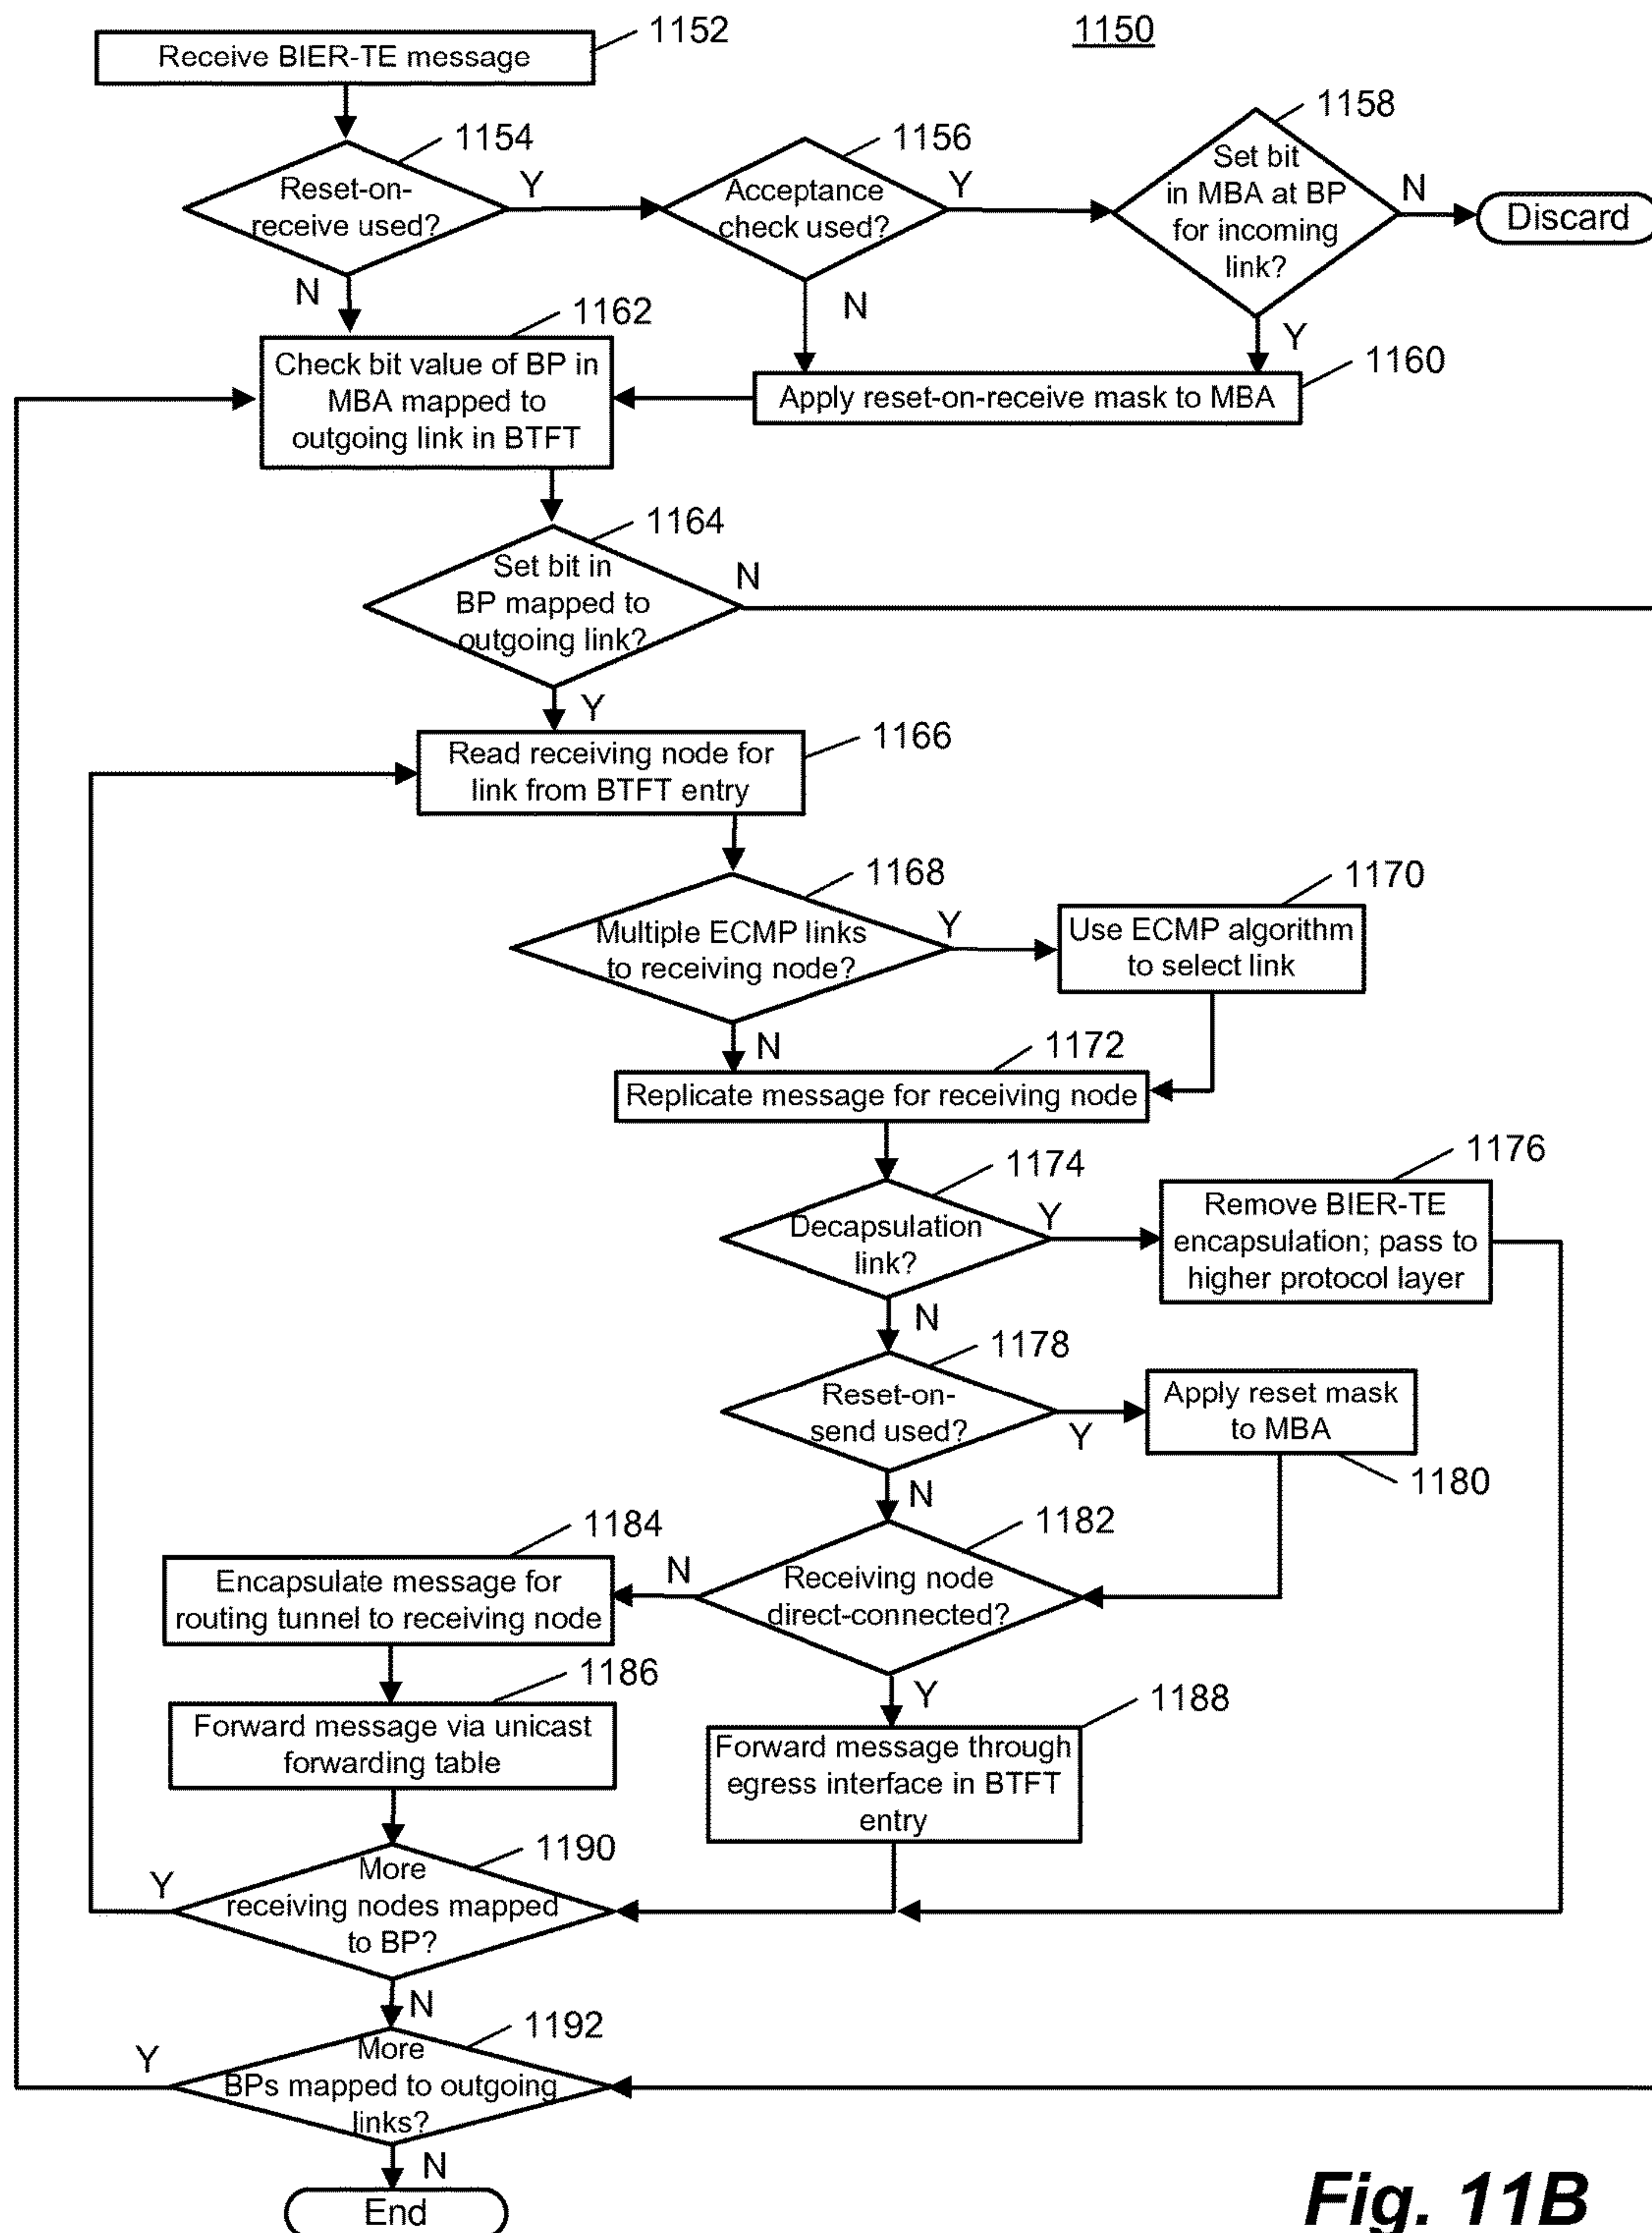 1150
1152
Receive BIER-TE message
1154
Reset-on-
receive used?
Y
N
1156
Acceptance
check used?
Y
N
1158
Set bit
in MBA at BP
for incoming
link?
N
Discard
Y
1160
Apply reset-on-receive mask to MBA
1162
Check bit value of BP in
MBA mapped to
outgoing link in BTFT
1164
Set bit in
BP mapped to
outgoing link?
N
Y
1166
Read receiving node for
link from BTFT entry
1168
Multiple ECMP links
to receiving node?
Y
N
1170
Use ECMP algorithm
to select link
1172
Replicate message for receiving node
1174
Decapsulation
link?
Y
N
1176
Remove BIER-TE
encapsulation; pass to
higher protocol layer
1178
Reset-on-
send used?
Y
N
Apply reset mask
to MBA
1180
1182
Receiving node
direct-connected?
N
Y
1184
Encapsulate message for
routing tunnel to receiving node
1186
Forward message via unicast
forwarding table
1188
Forward message through
egress interface in BTFT
entry
1190
More
receiving nodes mapped
to BP?
Y
N
1192
More
BPs mapped to outgoing
links?
Y
N
End
Fig. 11B